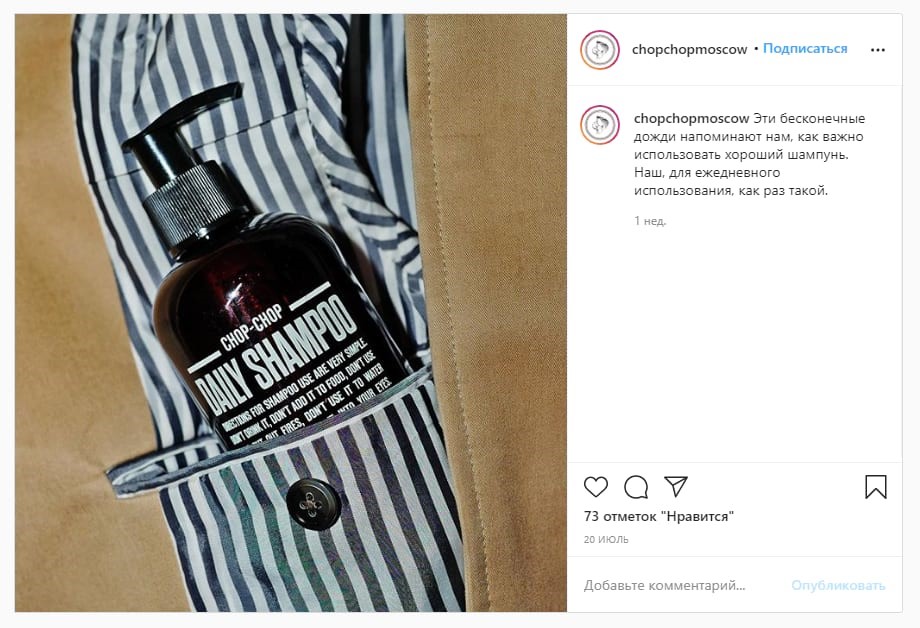 chopchopmoscow • Подписаться
chopchopmoscow Эти бесконечные
дожди напоминают нам, как важно
использовать хороший шампунь.
Наш, для ежедневного
использования, как раз такой.
1 нед.
CHOP-CHOP
DAILY SHAMPOO
DIRECTIONS FOR SHAMPOO USE ARE VERY SIMPLE.
DON'T DRINK IT, DON'T ADD IT TO FOOD, DON'T USE
FIRES, DON'T USE IT TO WATER
INTO YOUR EYES.
73 отметок "Нравится"
20 ИЮЛЬ
Добавьте комментарий...
Опубликовать